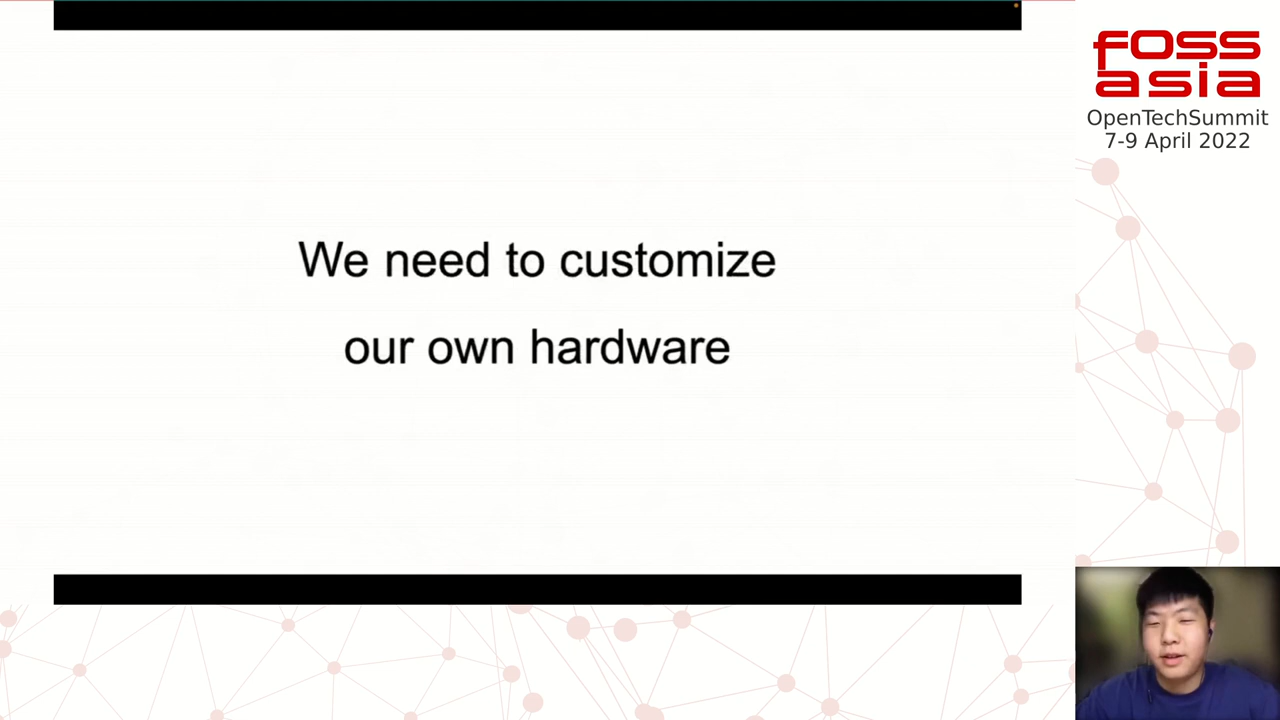 We need to customize
our own hardware
foss
asia
OpenTechSummit
7-9 April 2022